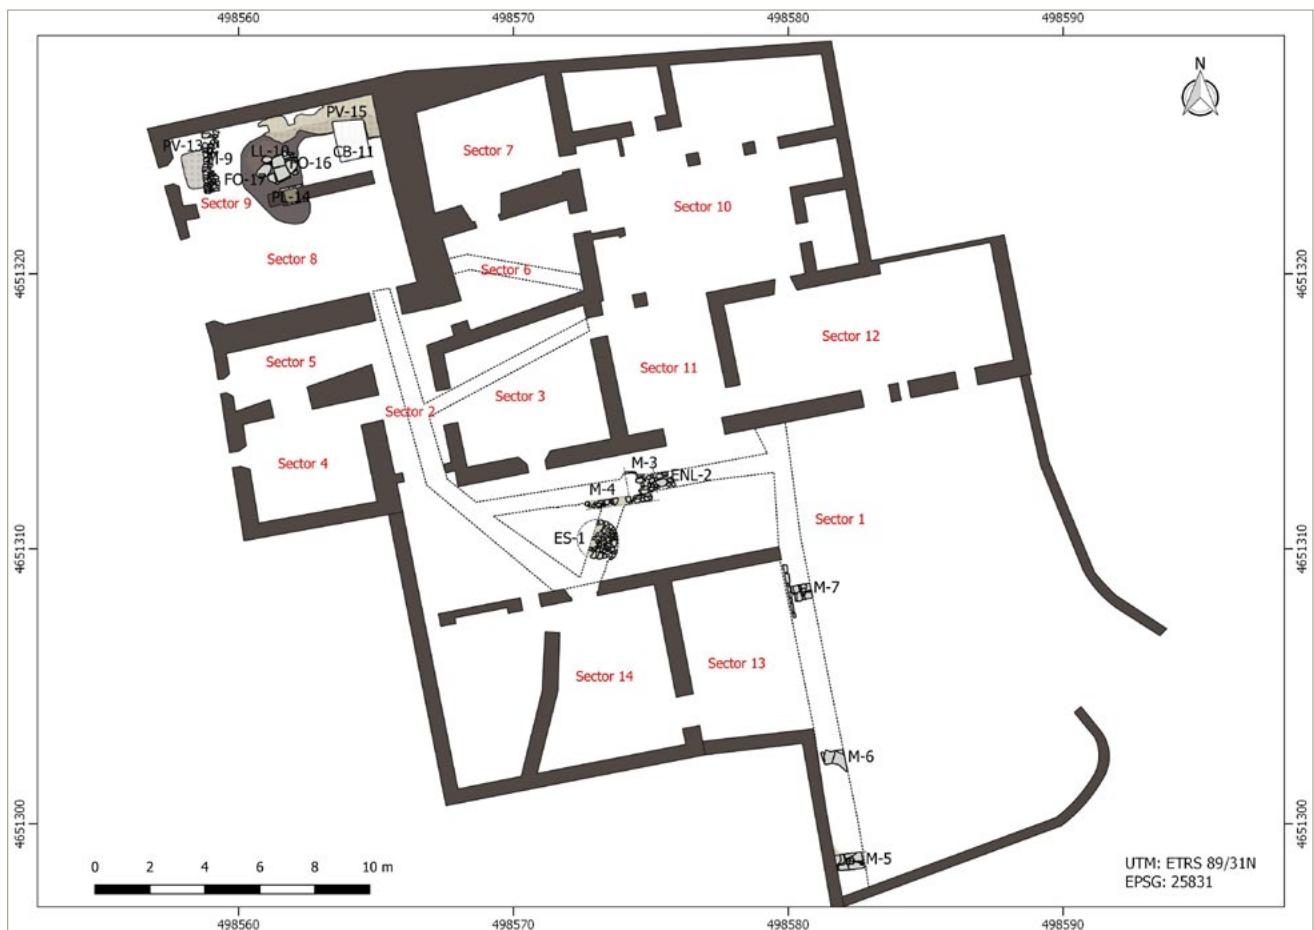 498560 498570 498580 498590
N
PV-15
PV-13
M-9
LL-18
FO-16
CB-11
FO-17
PL-14
Sector 7
Sector 9
Sector 10
Sector 8
Sector 6
4651320 4651320
Sector 12
Sector 5
Sector 11
Sector 3
Sector 2
Sector 4
M-3
ENL-2
M-4
Sector 1
ES-1
4651310 4651310
M-7
Sector 13
Sector 14
M-6
4651300 4651300
M-5
0 2 4 6 8 10 m
UTM: ETRS 89/31N
EPSG: 25831
498560 498570 498580 498590